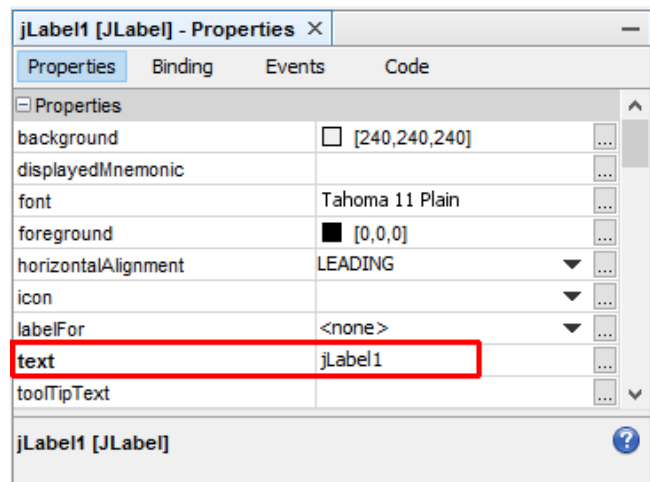 jLabel1 [JLabel] - Properties ×
Properties Binding Events Code
Properties
background [240,240,240] ...
displayedMnemonic ...
font Tahoma 11 Plain ...
foreground [0,0,0] ...
horizontalAlignment LEADING ...
icon ...
labelFor <none> ...
text jLabel1 ...
toolTipText ...
jLabel1 [JLabel] ?